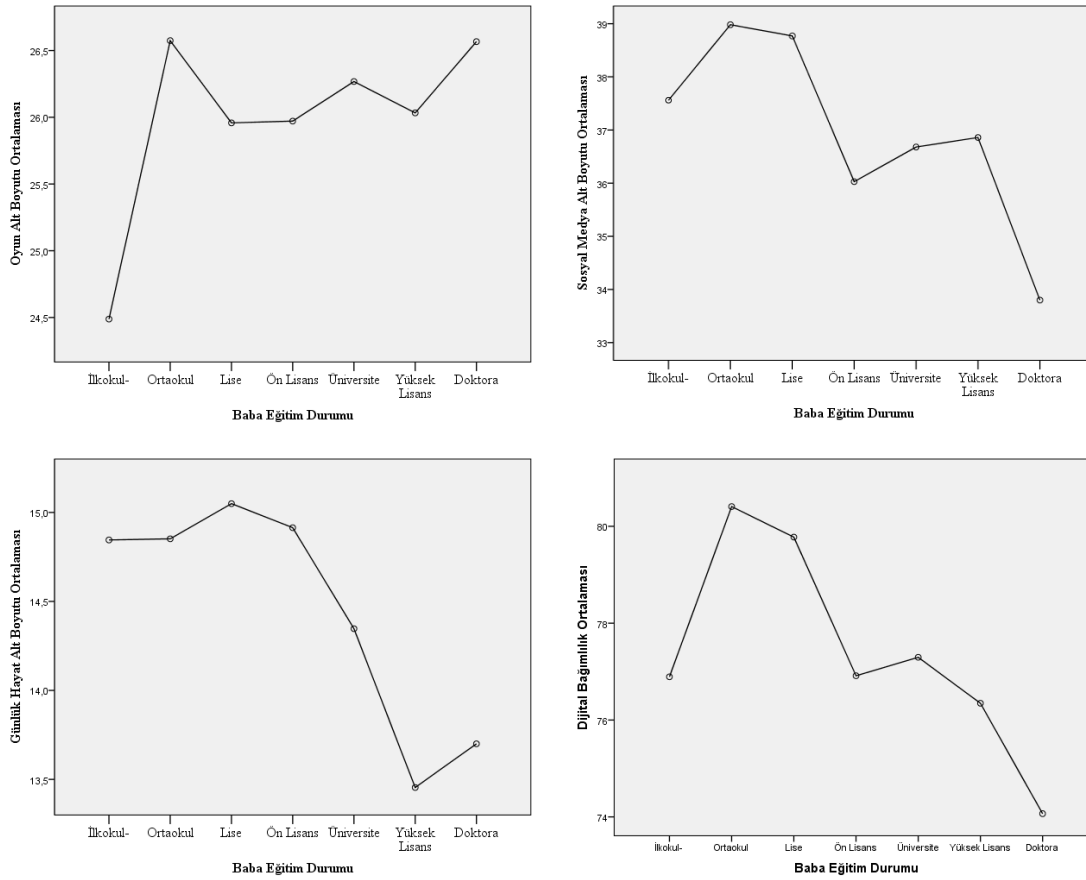 Oyun Alt Boyutu Ortalaması
26,5
26,0
25,5
25,0
24,5
İlkokul- Ortaokul Lise Ön Lisans Üniversite Yüksek Lisans Doktora
Baba Eğitim Durumu
Sosyal Medya Alt Boyutu Ortalaması
39
38
37
36
35
34
33
İlkokul- Ortaokul Lise Ön Lisans Üniversite Yüksek Lisans Doktora
Baba Eğitim Durumu
Günlük Hayat Alt Boyutu Ortalaması
15,0
14,5
14,0
13,5
İlkokul- Ortaokul Lise Ön Lisans Üniversite Yüksek Lisans Doktora
Baba Eğitim Durumu
Dijital Bağımlılık Ortalaması
80
78
76
74
İlkokul- Ortaokul Lise Ön Lisans Üniversite Yüksek Lisans Doktora
Baba Eğitim Durumu